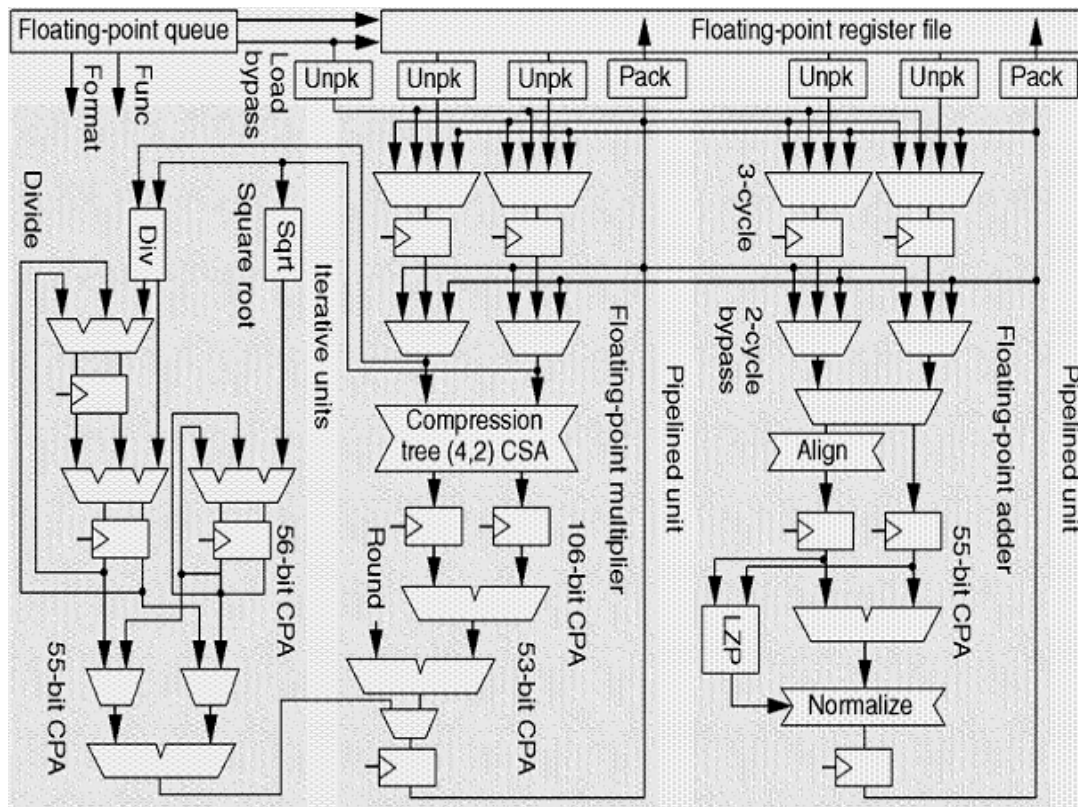 Floating-point queue
Floating-point register file
Format
Func
Load
bypass
Unpk
Unpk
Unpk
Pack
Unpk
Unpk
Pack
Divide
Div
Square root
Sqrt
Iterative units
3-cycle
2-cycle
bypass
Floating-point multiplier
Pipelined unit
Floating-point adder
Pipelined unit
Compression
tree (4,2) CSA
Align
56-bit CPA
Round
106-bit CPA
55-bit CPA
LZP
55-bit CPA
53-bit CPA
Normalize